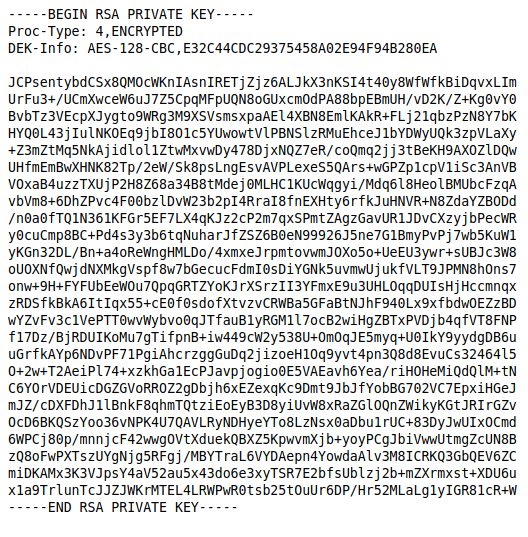 -----BEGIN RSA PRIVATE KEY-----
Proc-Type: 4,ENCRYPTED
DEK-Info: AES-128-CBC,E32C44CDC29375458A02E94F94B280EA

JCPsentybdCSx8QMOcWKnIAsnIRETjZjz6ALJkX3nKSI4t40y8WfWfkBiDqvxLIm
UrFu3+/UCmXwceW6uJ7Z5CpqMFpUQN8oGUxcmOdPA88bpEBmUH/vD2K/Z+Kg0vY0
BvbTz3VEcpXJygto9WRg3M9XSVsmsxpaAEl4XBN8EmlKAkR+FLj21qbzPzN8Y7bK
HYQ0L43jIulNKOEq9jbI8O1c5YUwowtVlPBNSlzRMuEhceJ1bYDWyUQk3zpVLaXy
+Z3mZtMq5NkAjidlol1ZtwMxvwDy478DjxNQZ7eR/coQmq2jj3tBeKH9AXOZlDQw
UHfmEmBwXHNK82Tp/2eW/Sk8psLngEsvAVPLexeS5QArs+wGPZp1cpV1iSc3AnVB
VOxaB4uzzTXUjP2H8Z68a34B8tMdej0MLHC1KUcWqgyi/Mdq6l8HeolBMUbcFzqA
vbVm8+6DhZPvc4F00bzlDvW23b2pI4RraI8fnEXHty6rfkJuHNVR+N8ZdaYZBODd
/n0a0fTQ1N361KFGr5EF7LX4qKJz2cP2m7qxSPmtZAgzGavUR1JDvCXzyjbPecWR
y0cuCmp8BC+Pd4s3y3b6tqNuharJfZSZ6B0eN99926J5ne7G1BmyPvPj7wb5KuW1
yKGn32DL/Bn+a4oReWngHMLDo/4xmxeJrpmtovwmJOXo5o+UeEU3ywr+sUBJc3W8
oUOXNfQwjdNXMkgVspf8w7bGecucFdmI0sDiYGNk5uvmwUjukfVLT9JPMN8hOns7
onw+9H+FYFUbEeWOu7QpqGRTZYoKJrXSrzII3YFmxE9u3UHLOqqDUIsHjHccmnqx
zRDSfkBkA6ItIqx55+cE0f0sdofXtvzvCRWBa5GFaBtNJhF940Lx9xfbdwOEZzBD
wYZvFv3c1VePTT0wvWybvo0qJTfauB1yRGM1l7ocB2wiHgZBTxPVDjb4qfVT8FNP
f17Dz/BjRDUIKoMu7gTifpnB+iw449cW2y538U+OmOqJE5myq+U0IkY9yydgDB6u
uGrfkAYp6NDvPF71PgiAhcrzggGuDq2jizoeH1Oq9yvt4pn3Q8d8EvuCs32464l5
O+2w+T2AeiPl74+xzkhGa1EcPJavpjogio0E5VAEavh6Yea/riHOHeMiQdQlM+tN
C6YOrVDEUicDGZGVoRROZ2gDbjh6xEZexqKc9Dmt9JbJfYobBG702VC7EpxiHGeJ
mJZ/cDXFDhJ1lBnkF8qhmTQtziEoEyB3D8yiUvW8xRaZGlOQnZWikyKGtJRIrGZv
OcD6BKQSzYoo36vNPK4U7QAVLRyNDHyeYTo8LzNsx0aDbu1rUC+83DyJwUIxOCmd
6WPCj80p/mnnjcF42wwgOVtXduekQBXZ5KpwvmXjb+yoyPCgJbiVwwUtmgZcUN8B
zQ8oFwPXTszUYgNjg5RFgj/MBYTraL6VYDAepn4YowdaAlv3M8ICRKQ3GbQEV6ZC
miDKAMx3K3VJpsY4aV52au5x43do6e3xyTSR7E2bfsUblzj2b+mZXrmxst+XDU6u
x1a9TrlunTcJJZJWKrMTEL4LRWPwR0tsb25tOuUr6DP/Hr52MLaLg1yIGR81cR+W
-----END RSA PRIVATE KEY-----